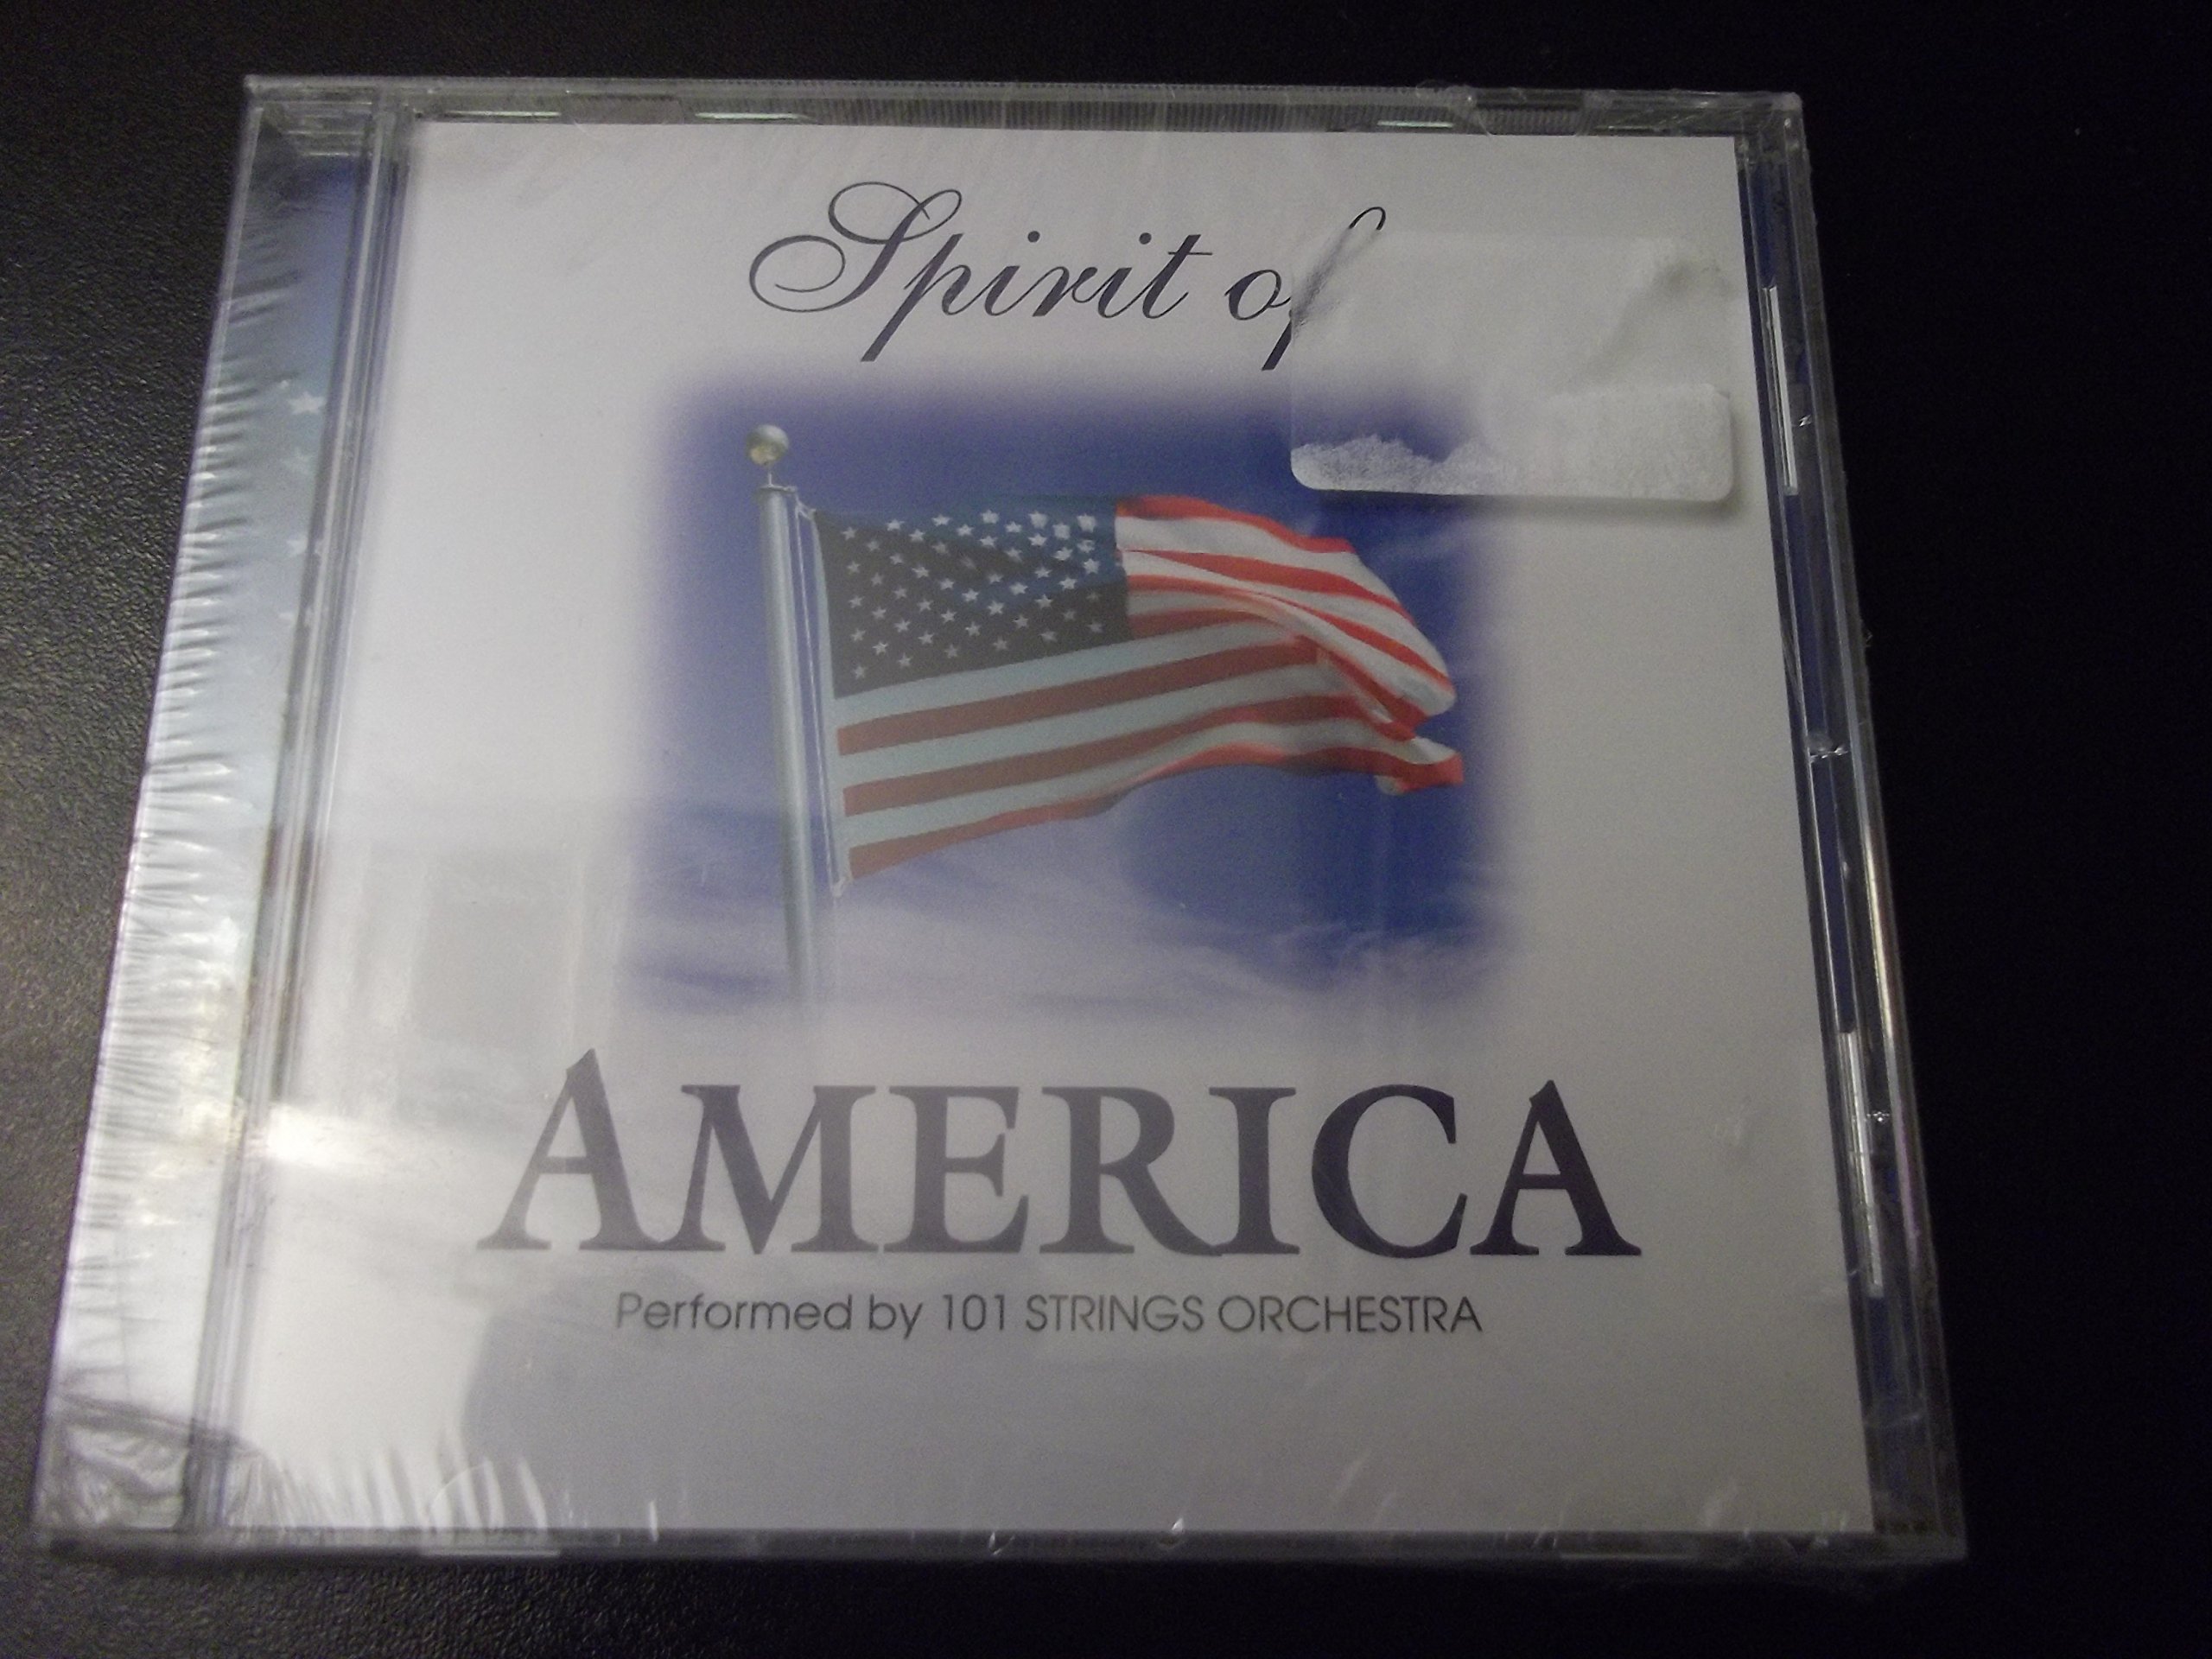 Spirit of
AMERICA
Performed by 101 STRINGS ORCHESTRA